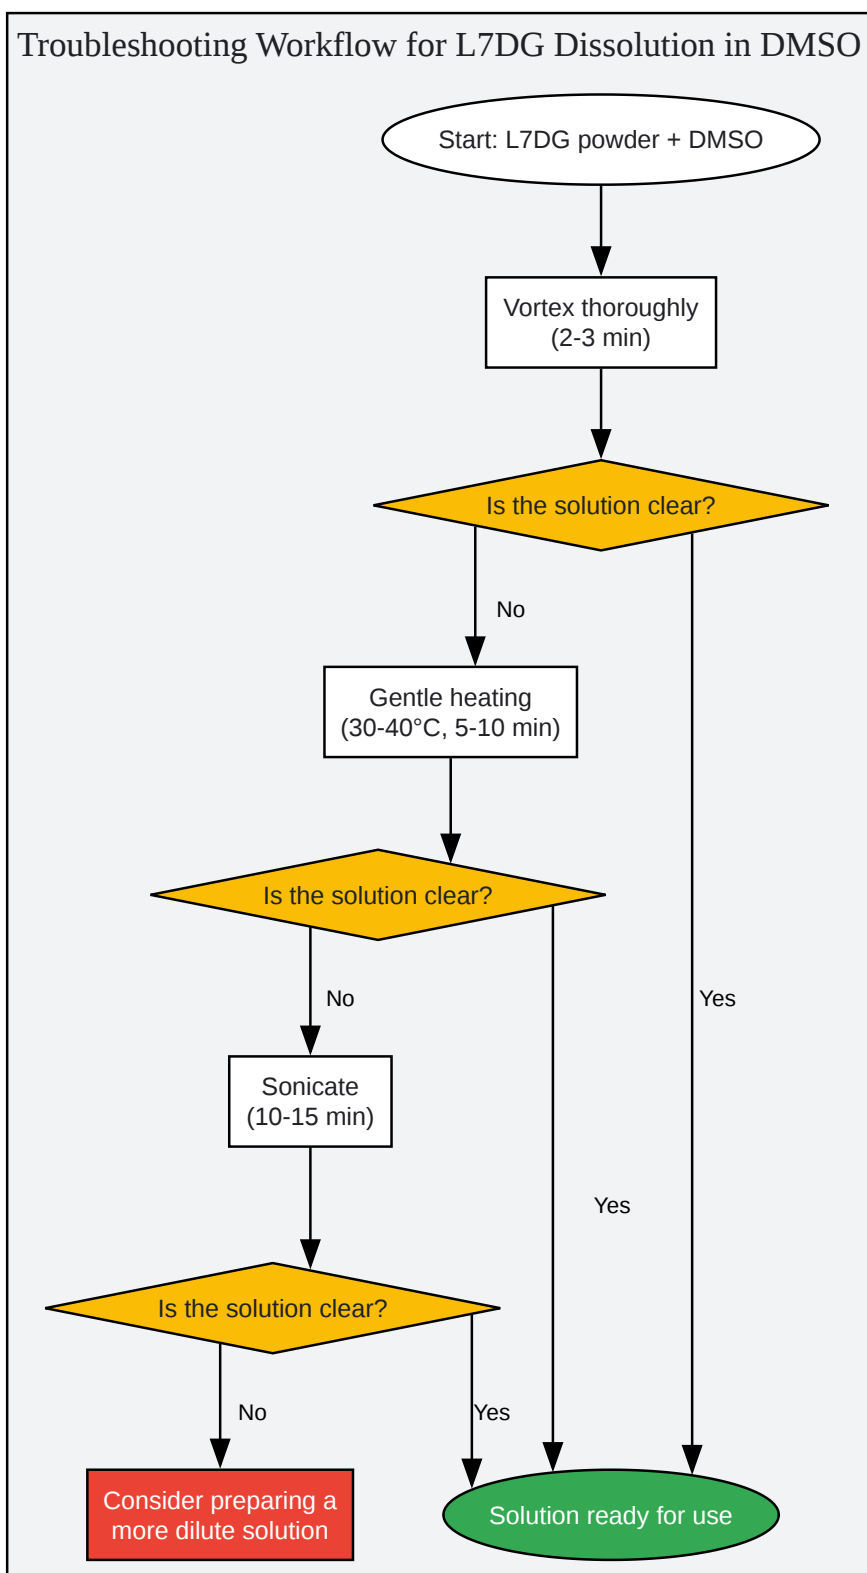 Troubleshooting Workflow for L7DG Dissolution in DMSO
Start: L7DG powder + DMSO
Vortex thoroughly
(2-3 min)
Is the solution clear?
No
Gentle heating
(30-40°C, 5-10 min)
Is the solution clear?
No
Yes
Sonicate
(10-15 min)
Yes
Is the solution clear?
No
Yes
Consider preparing a
more dilute solution
Solution ready for use